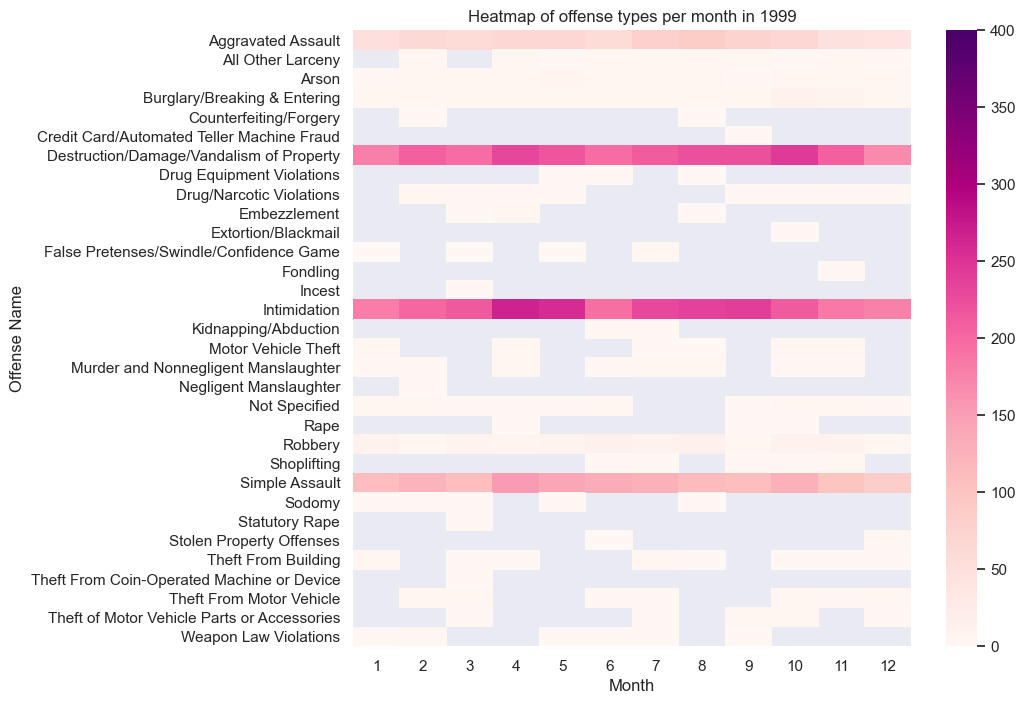 Heatmap of offense types per month in 1999
Offense Name
Aggravated Assault
All Other Larceny
Arson
Burglary/Breaking & Entering
Counterfeiting/Forgery
Credit Card/Automated Teller Machine Fraud
Destruction/Damage/Vandalism of Property
Drug Equipment Violations
Drug/Narcotic Violations
Embezzlement
Extortion/Blackmail
False Pretenses/Swindle/Confidence Game
Fondling
Incest
Intimidation
Kidnapping/Abduction
Motor Vehicle Theft
Murder and Nonnegligent Manslaughter
Negligent Manslaughter
Not Specified
Rape
Robbery
Shoplifting
Simple Assault
Sodomy
Statutory Rape
Stolen Property Offenses
Theft From Building
Theft From Coin-Operated Machine or Device
Theft From Motor Vehicle
Theft of Motor Vehicle Parts or Accessories
Weapon Law Violations
1 2 3 4 5 6 7 8 9 10 11 12
Month
400
350
300
250
200
150
100
50
0